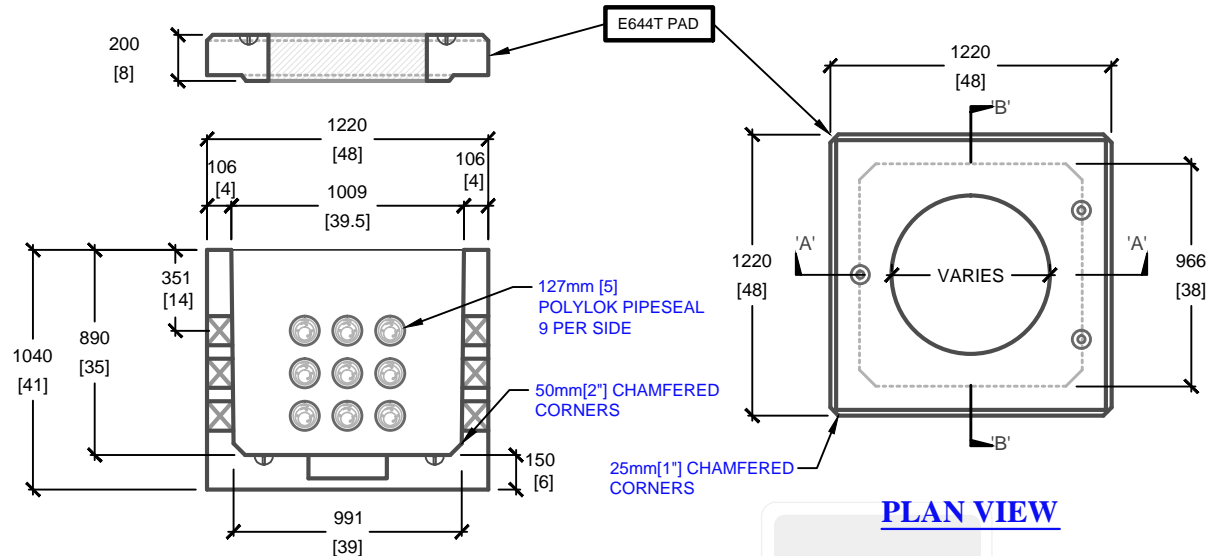 E644T PAD
200
[8]
1220
[48]
106
[4]
106
[4]
1009
[39.5]
351
[14]
890
[35]
1040
[41]
127mm [5]
POLYLOK PIPESEAL
9 PER SIDE
50mm[2"] CHAMFERED
CORNERS
150
[6]
991
[39]
1220
[48]
'B'
'A'
'A'
1220
[48]
VARIES
966
[38]
'B'
25mm[1"] CHAMFERED
CORNERS
PLAN VIEW